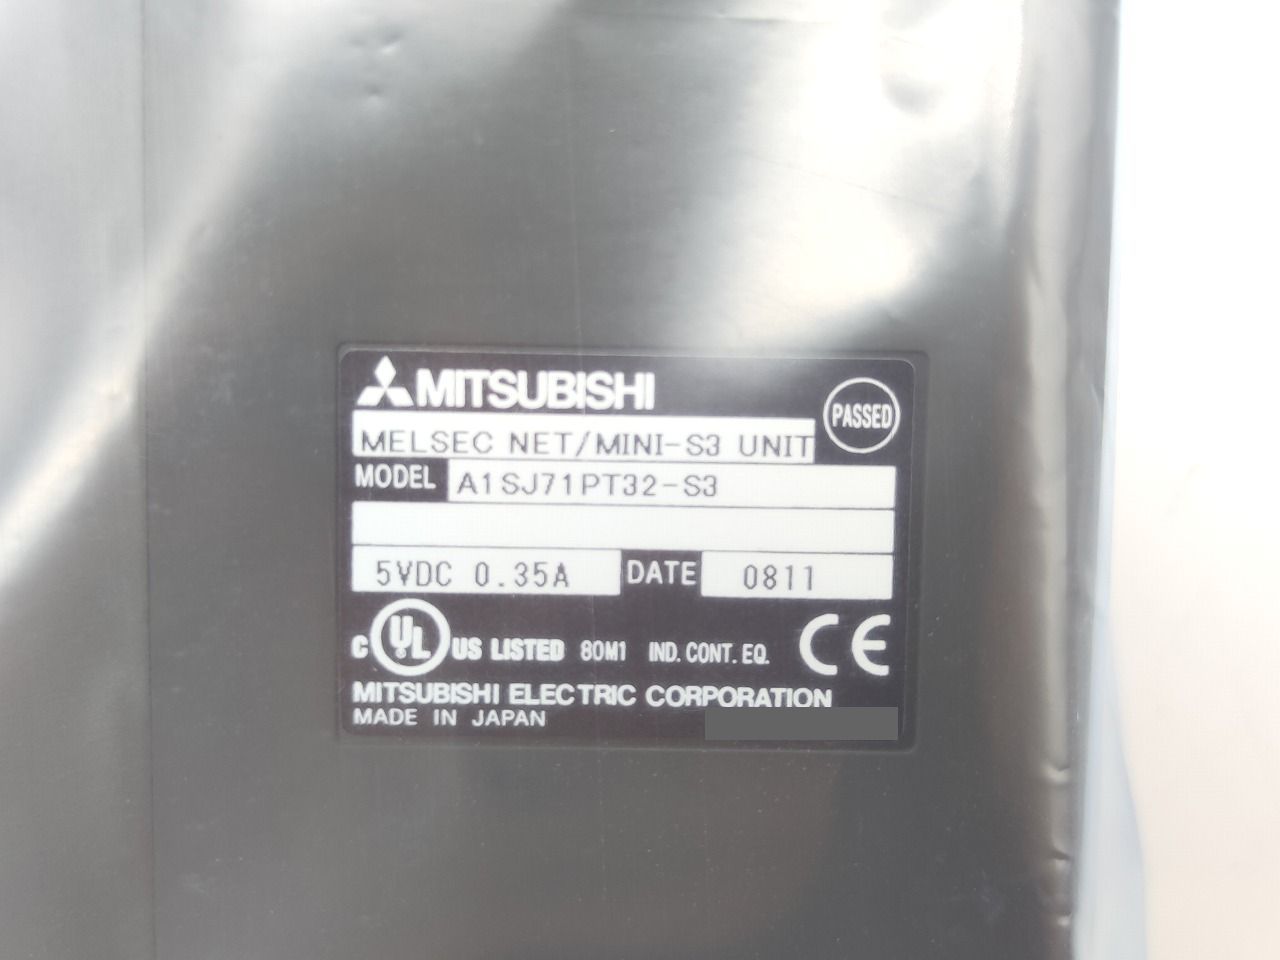 MITSUBISHI
PASSED
MELSEC NET/MINI-S3 UNIT
MODEL A1SJ71PT32-S3
5VDC 0.35A DATE 0811
C UL US LISTED 80M1 IND. CONT. EQ. CE
MITSUBISHI ELECTRIC CORPORATION
MADE IN JAPAN